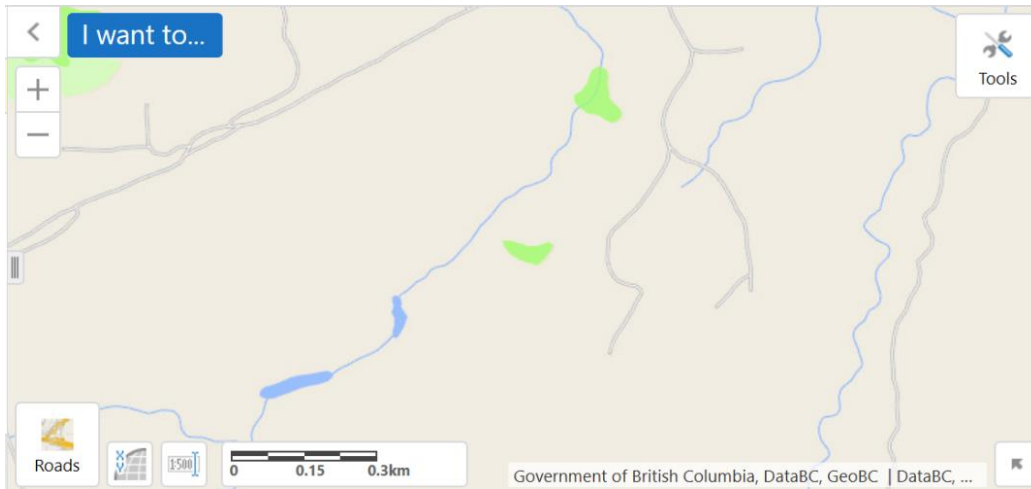 I want to...
Tools
Roads
X
Y
1:500
0 0.15 0.3km
Government of British Columbia, DataBC, GeoBC | DataBC, ...